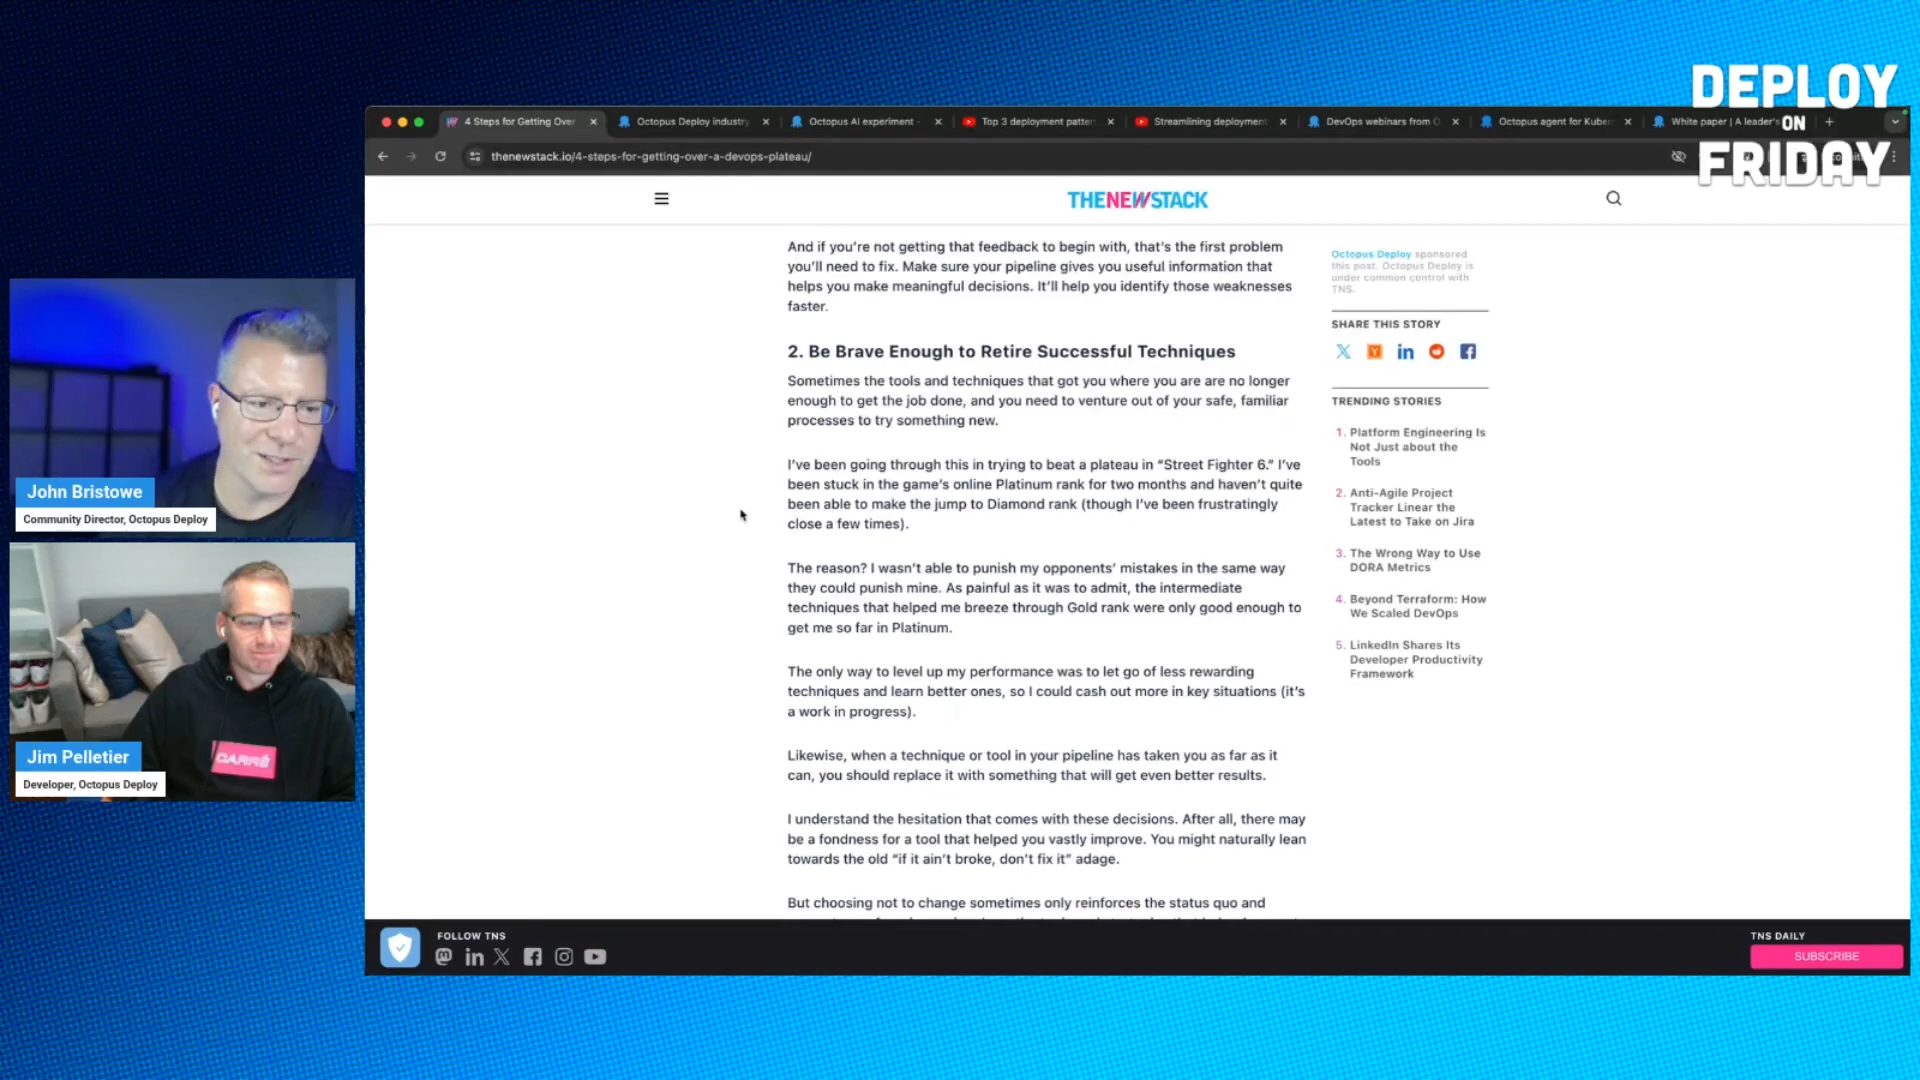 DEPLOY
ON
FRIDAY
4 Steps for Getting Over
Octopus Deploy industry
Octopus AI experiment -
Top 3 deployment patter
Streamlining deployment
DevOps webinars from O
Octopus agent for Kuber
White paper | A leader's
thenewstack.io/4-steps-for-getting-over-a-devops-plateau/
THENEWSTACK
And if you're not getting that feedback to begin with, that's the first problem
you'll need to fix. Make sure your pipeline gives you useful information that
helps you make meaningful decisions. It'll help you identify those weaknesses
faster.
2. Be Brave Enough to Retire Successful Techniques
Sometimes the tools and techniques that got you where you are are no longer
enough to get the job done, and you need to venture out of your safe, familiar
processes to try something new.
I've been going through this in trying to beat a plateau in “Street Fighter 6.” I've
been stuck in the game's online Platinum rank for two months and haven't quite
been able to make the jump to Diamond rank (though I've been frustratingly
close a few times).
The reason? I wasn't able to punish my opponents' mistakes in the same way
they could punish mine. As painful as it was to admit, the intermediate
techniques that helped me breeze through Gold rank were only good enough to
get me so far in Platinum.
The only way to level up my performance was to let go of less rewarding
techniques and learn better ones, so I could cash out more in key situations (it's
a work in progress).
Likewise, when a technique or tool in your pipeline has taken you as far as it
can, you should replace it with something that will get even better results.
I understand the hesitation that comes with these decisions. After all, there may
be a fondness for a tool that helped you vastly improve. You might naturally lean
towards the old “if it ain't broke, don't fix it” adage.
But choosing not to change sometimes only reinforces the status quo and
Octopus Deploy sponsored
this post. Octopus Deploy is
under common control with
TNS.
SHARE THIS STORY
TRENDING STORIES
1. Platform Engineering Is
Not Just about the
Tools
2. Anti-Agile Project
Tracker Linear the
Latest to Take on Jira
3. The Wrong Way to Use
DORA Metrics
4. Beyond Terraform: How
We Scaled DevOps
5. LinkedIn Shares Its
Developer Productivity
Framework
John Bristowe
Community Director, Octopus Deploy
CARRÉ
Jim Pelletier
Developer, Octopus Deploy
FOLLOW TNS
TNS DAILY
SUBSCRIBE